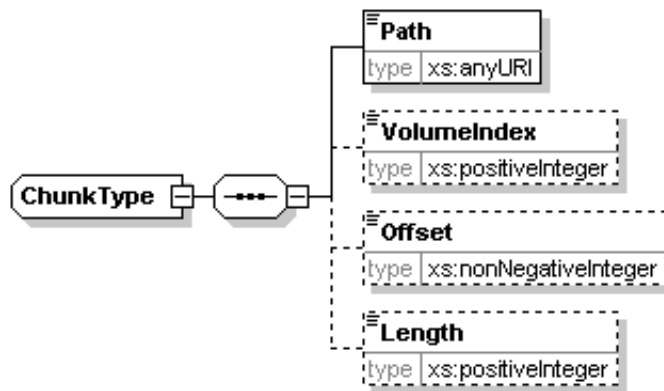 Path
type xs:anyURI
VolumeIndex
type xs:positiveInteger
ChunkType
Offset
type xs:nonNegativeInteger
Length
type xs:positiveInteger